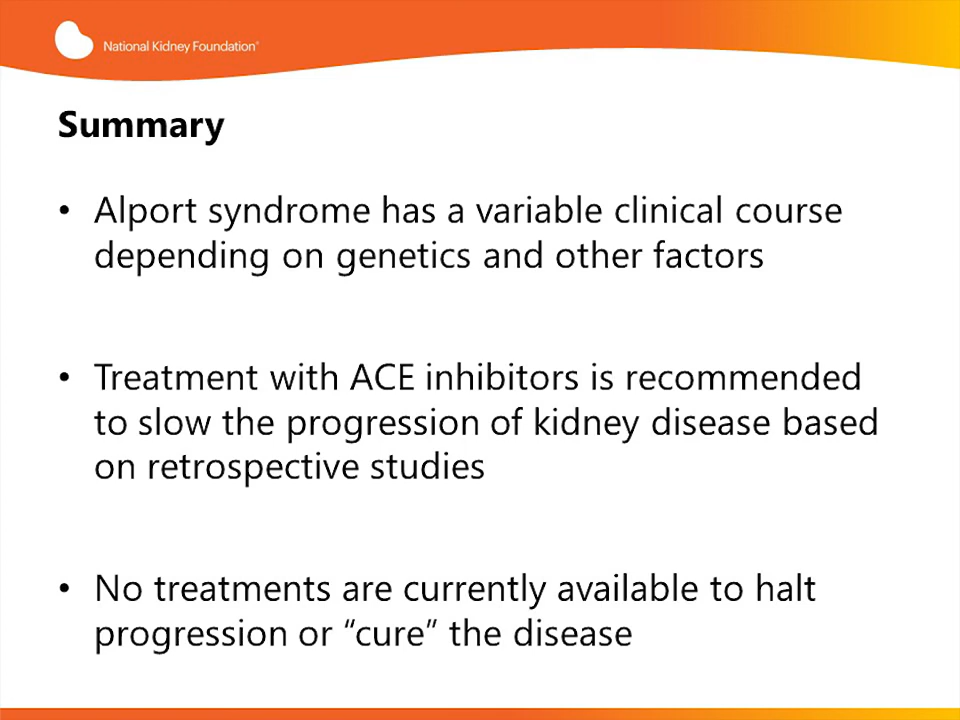 National Kidney Foundation®
Summary
• Alport syndrome has a variable clinical course
depending on genetics and other factors
• Treatment with ACE inhibitors is recommended
to slow the progression of kidney disease based
on retrospective studies
• No treatments are currently available to halt
progression or “cure” the disease